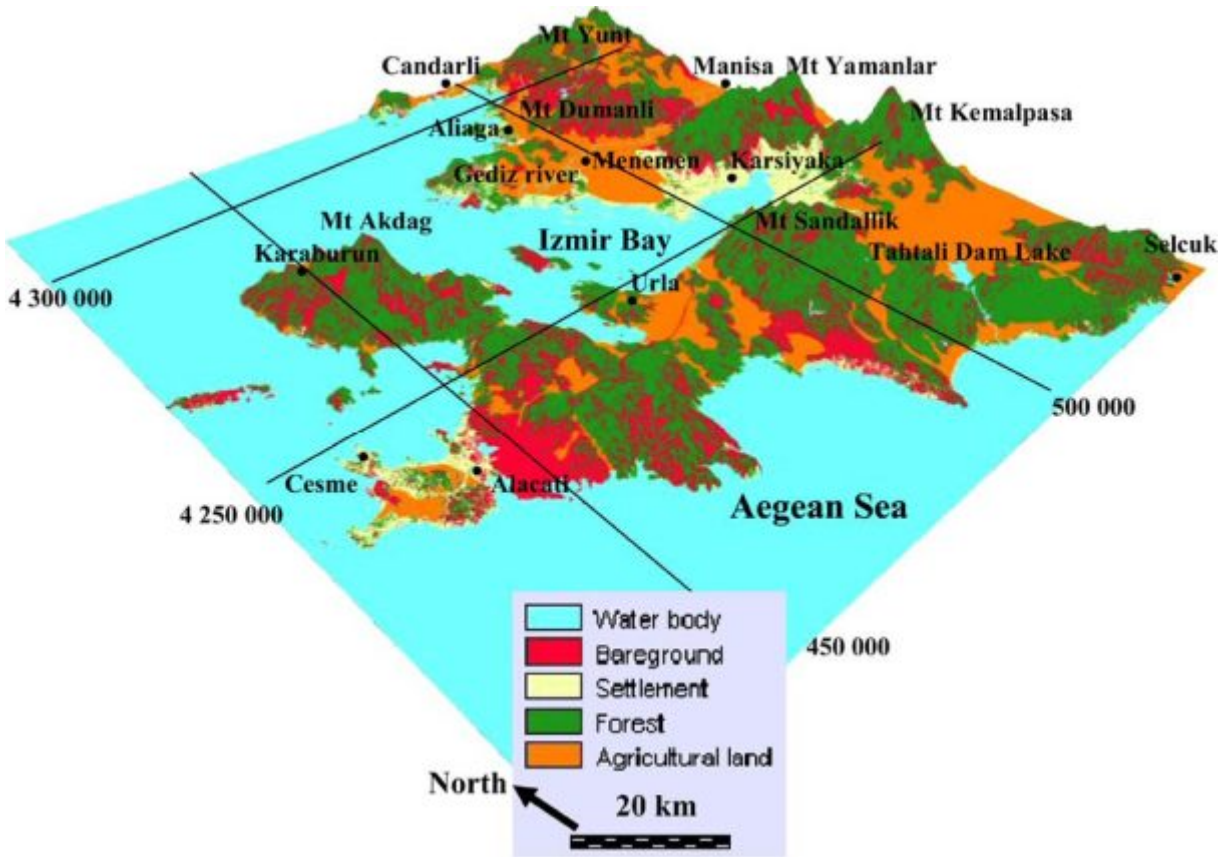 Mt Yunt
Candarli
Manisa
Mt Yamanlar
Mt Dumanli
Mt Kemalpasa
Aliaga
Menemen
Karsiyaka
Gediz river
Mt Akdag
Mt Sandallik
Izmir Bay
Karaburun
Tahtali Dam Lake
Selcuk
Urla
4 300 000
500 000
Cesme
Alacati
4 250 000
Aegean Sea
Water body
Bareground
450 000
Settlement
Forest
Agricultural land
North
20 km